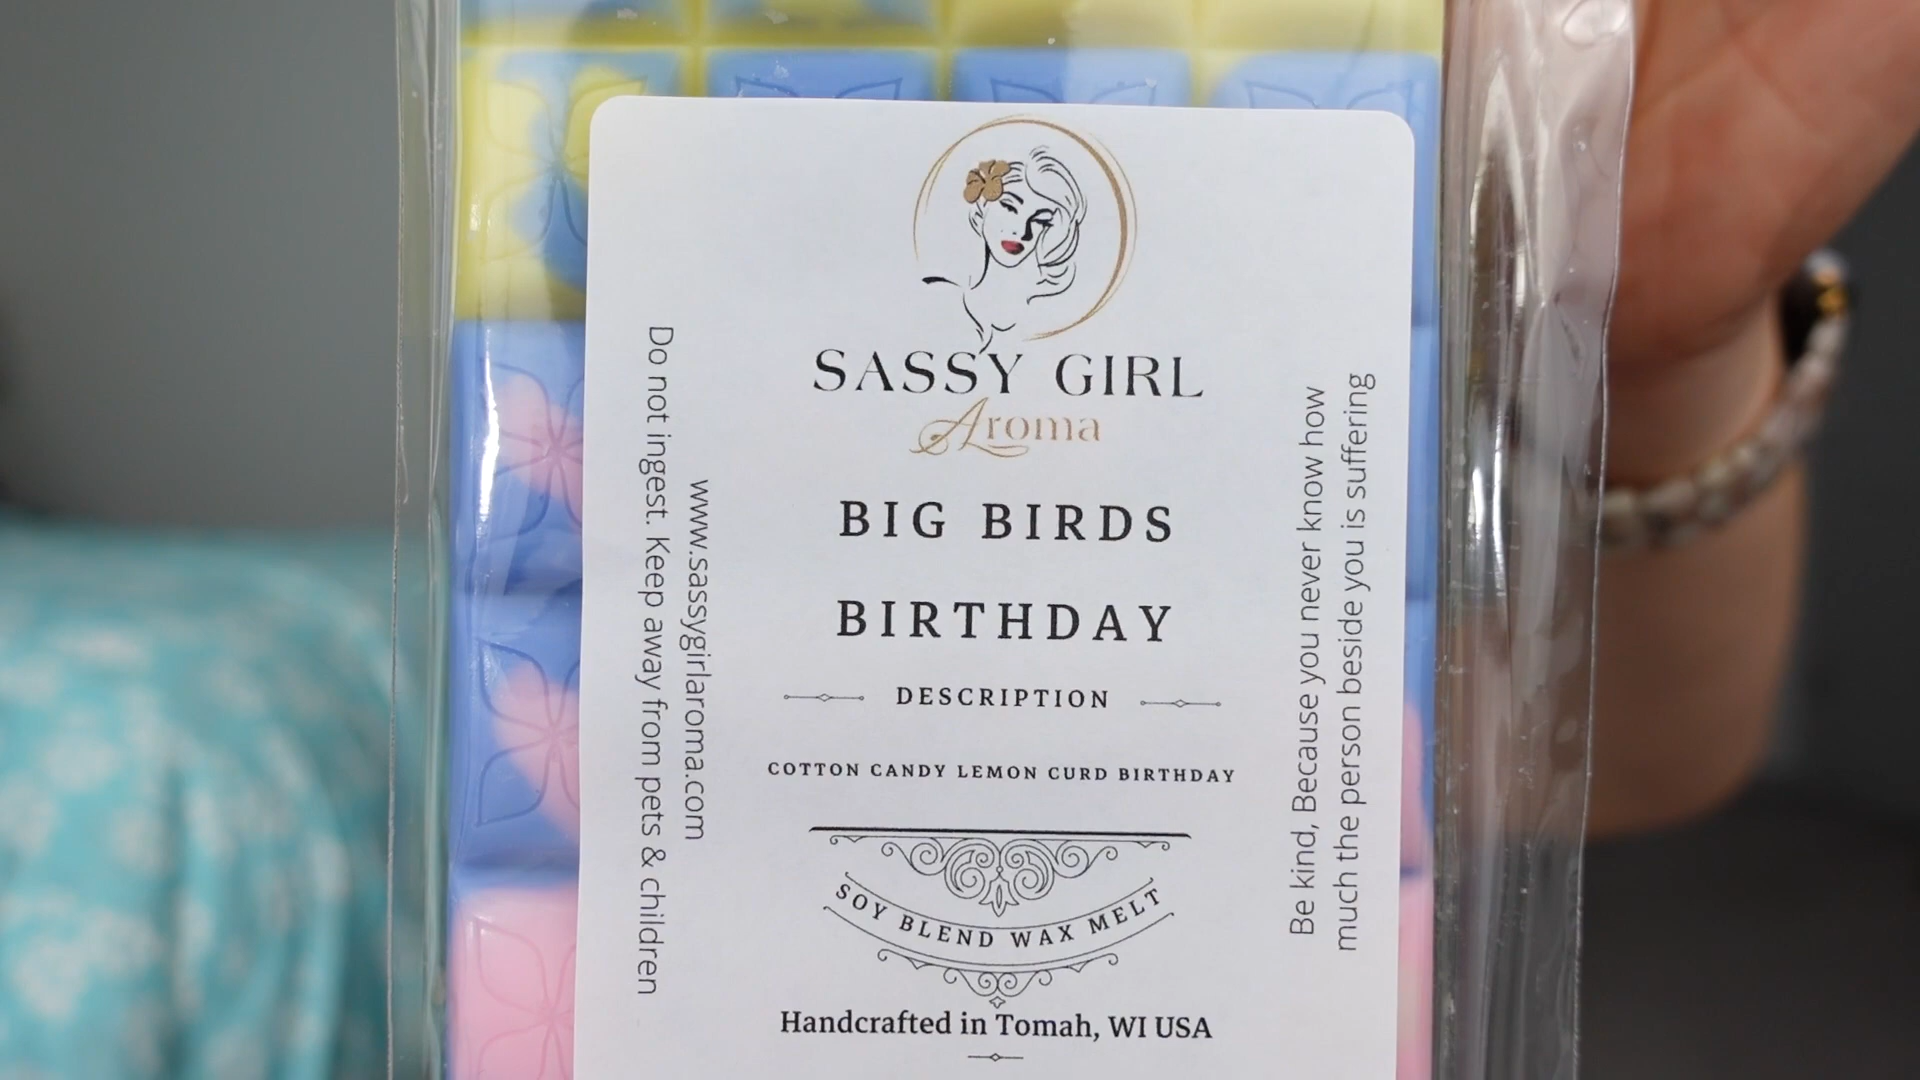 SASSY GIRL
Aroma
BIG BIRDS
BIRTHDAY
DESCRIPTION
COTTON CANDY LEMON CURD BIRTHDAY
SOY BLEND WAX MELT
Handcrafted in Tomah, WI USA
www.sassygirlaroma.com
Do not ingest. Keep away from pets & children
Be kind, Because you never know how
much the person beside you is suffering